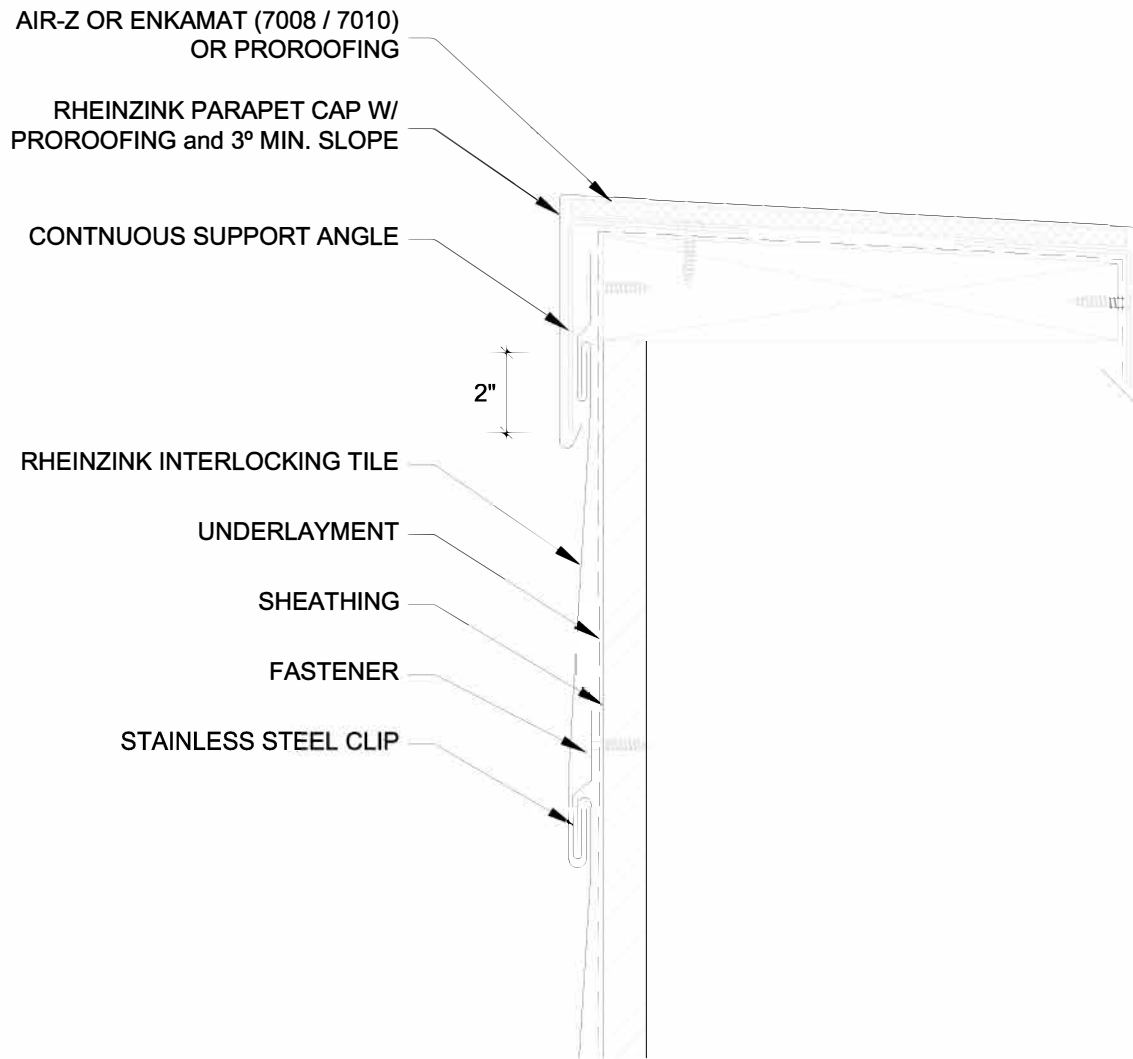 AIR-Z OR ENKAMAT (7008 / 7010)
OR PROROOFING
RHEINZINK PARAPET CAP W/
PROROOFING and 3º MIN. SLOPE
CONTNUOUS SUPPORT ANGLE
2"
RHEINZINK INTERLOCKING TILE
UNDERLAYMENT
SHEATHING
FASTENER
STAINLESS STEEL CLIP